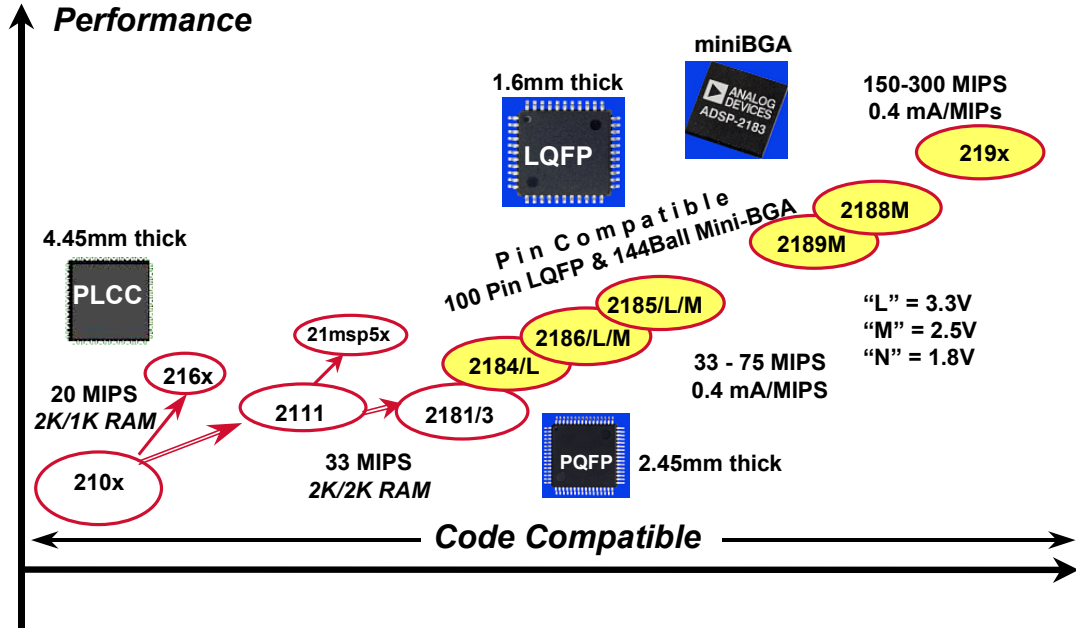 Performance
miniBGA
1.6mm thick
150-300 MIPS
0.4 mA/MIPs
ANALOG
DEVICES
ADSP-2183
LQFP
219x
Pin Compatible
100 Pin LQFP & 144Ball Mini-BGA
2188M
2189M
4.45mm thick
PLCC
2185/L/M
2186/L/M
2184/L
“L” = 3.3V
“M” = 2.5V
“N” = 1.8V
21msp5x
33 - 75 MIPS
0.4 mA/MIPS
216x
20 MIPS
2K/1K RAM
2111
2181/3
33 MIPS
2K/2K RAM
PQFP
2.45mm thick
210x
Code Compatible